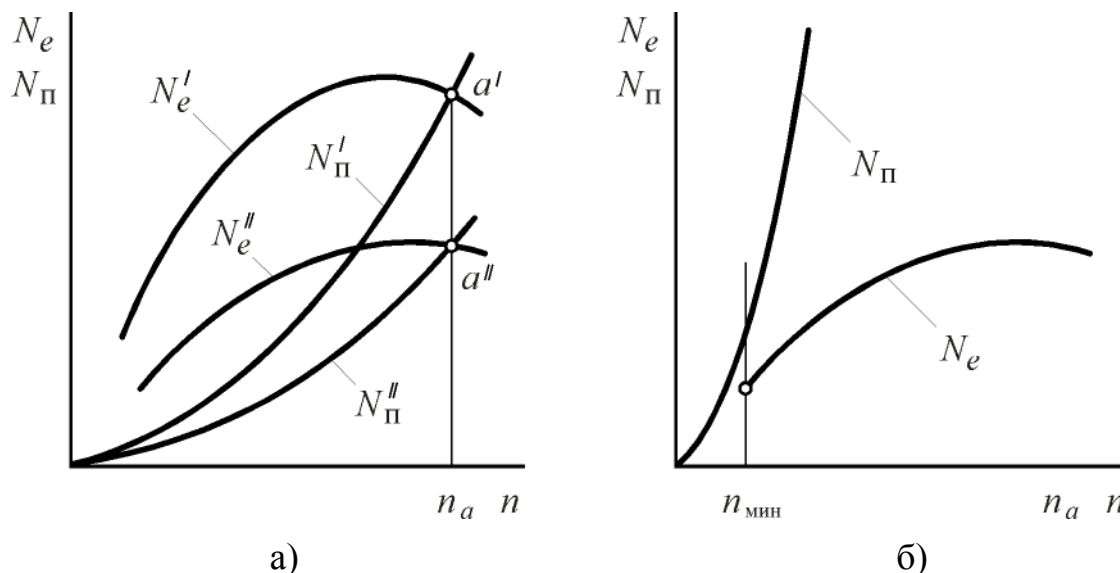 N_e
N_п
N_e^I
a^I
N_п^I
N_e^II
a^II
N_п^II
n_a n
а)
N_e
N_п
N_п
N_e
n_мин n_a n
б)